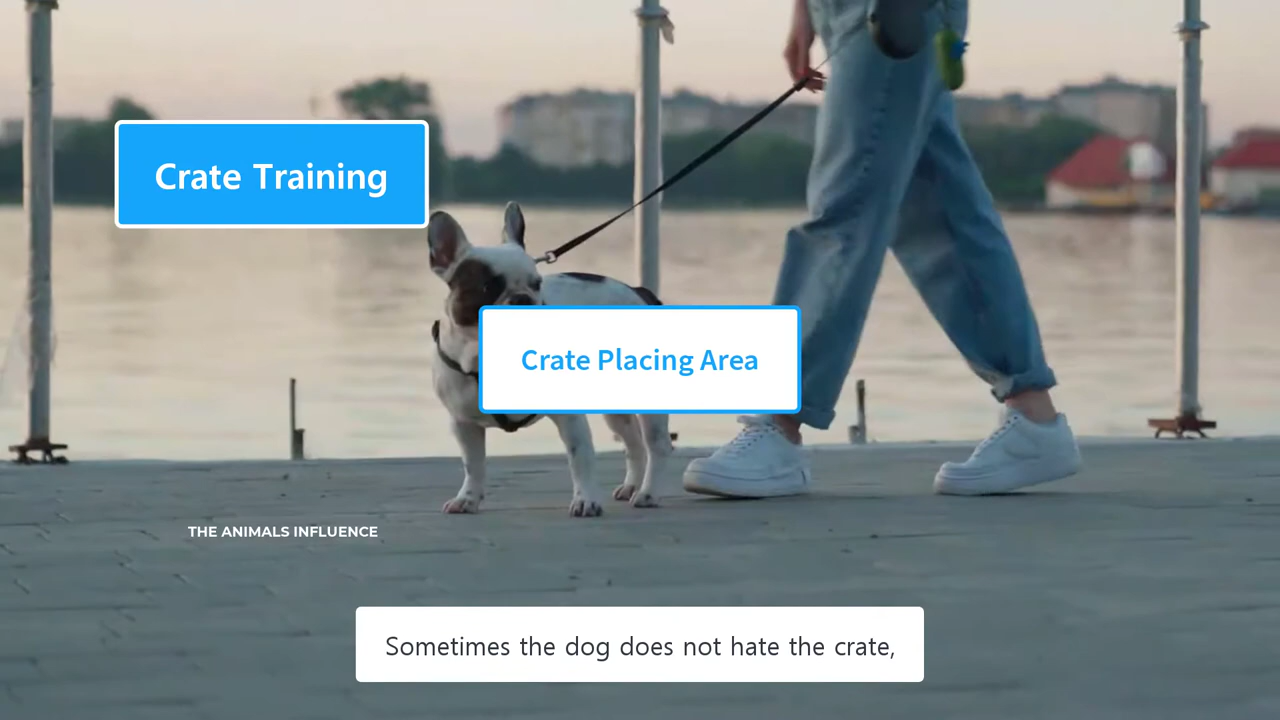 Crate Training
Crate Placing Area
THE ANIMALS INFLUENCE
Sometimes the dog does not hate the crate,